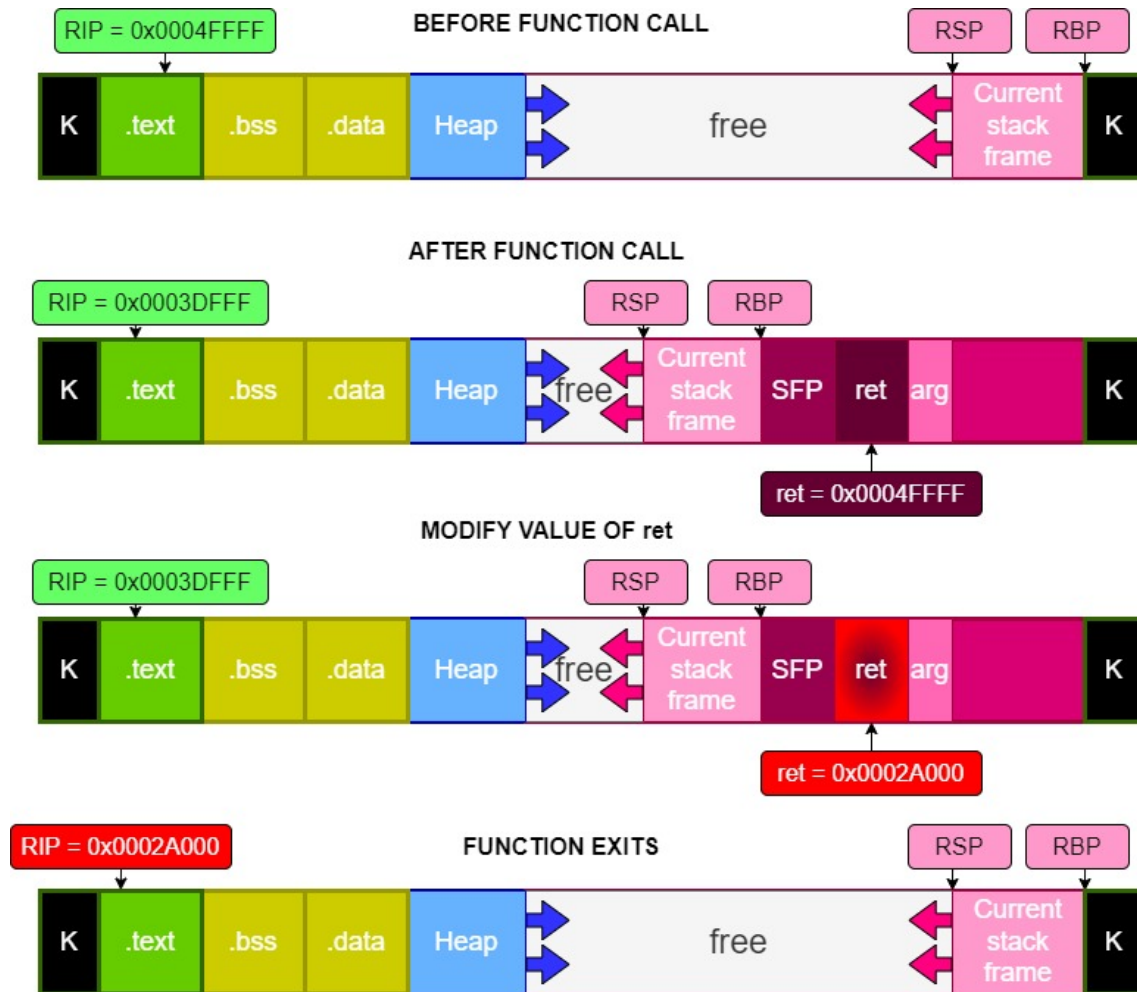 BEFORE FUNCTION CALL
RIP = 0x0004FFFF
RSP
RBP
K
.text
.bss
.data
Heap
free
Current
stack
frame
K
AFTER FUNCTION CALL
RIP = 0x0003DFFF
RSP
RBP
K
.text
.bss
.data
Heap
free
Current
stack
frame
SFP
ret
arg
K
ret = 0x0004FFFF
MODIFY VALUE OF ret
RIP = 0x0003DFFF
RSP
RBP
K
.text
.bss
.data
Heap
free
Current
stack
frame
SFP
ret
arg
K
ret = 0x0002A000
RIP = 0x0002A000
FUNCTION EXITS
RSP
RBP
K
.text
.bss
.data
Heap
free
Current
stack
frame
K